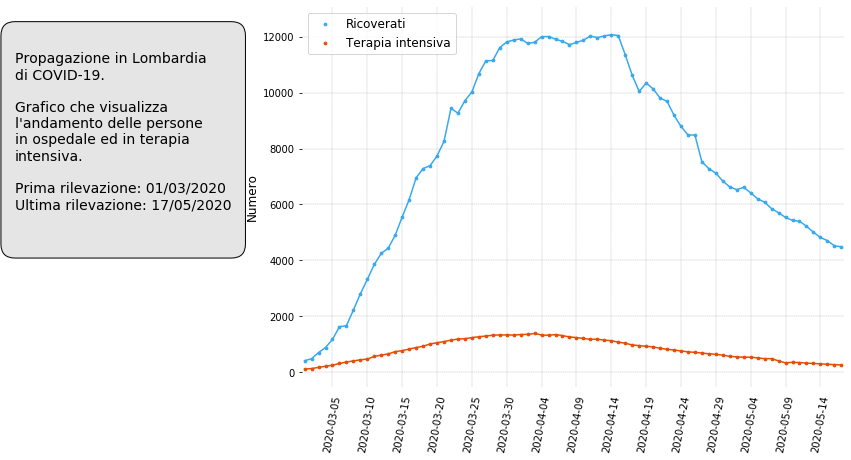 Propagazione in Lombardia
di COVID-19.
Grafico che visualizza
l'andamento delle persone
in ospedale ed in terapia
intensiva.
Prima rilevazione: 01/03/2020
Ultima rilevazione: 17/05/2020
Ricoverati
Terapia intensiva
Numero
12000
10000
8000
6000
4000
2000
0
2020-03-05
2020-03-10
2020-03-15
2020-03-20
2020-03-25
2020-03-30
2020-04-04
2020-04-09
2020-04-14
2020-04-19
2020-04-24
2020-04-29
2020-05-04
2020-05-09
2020-05-14